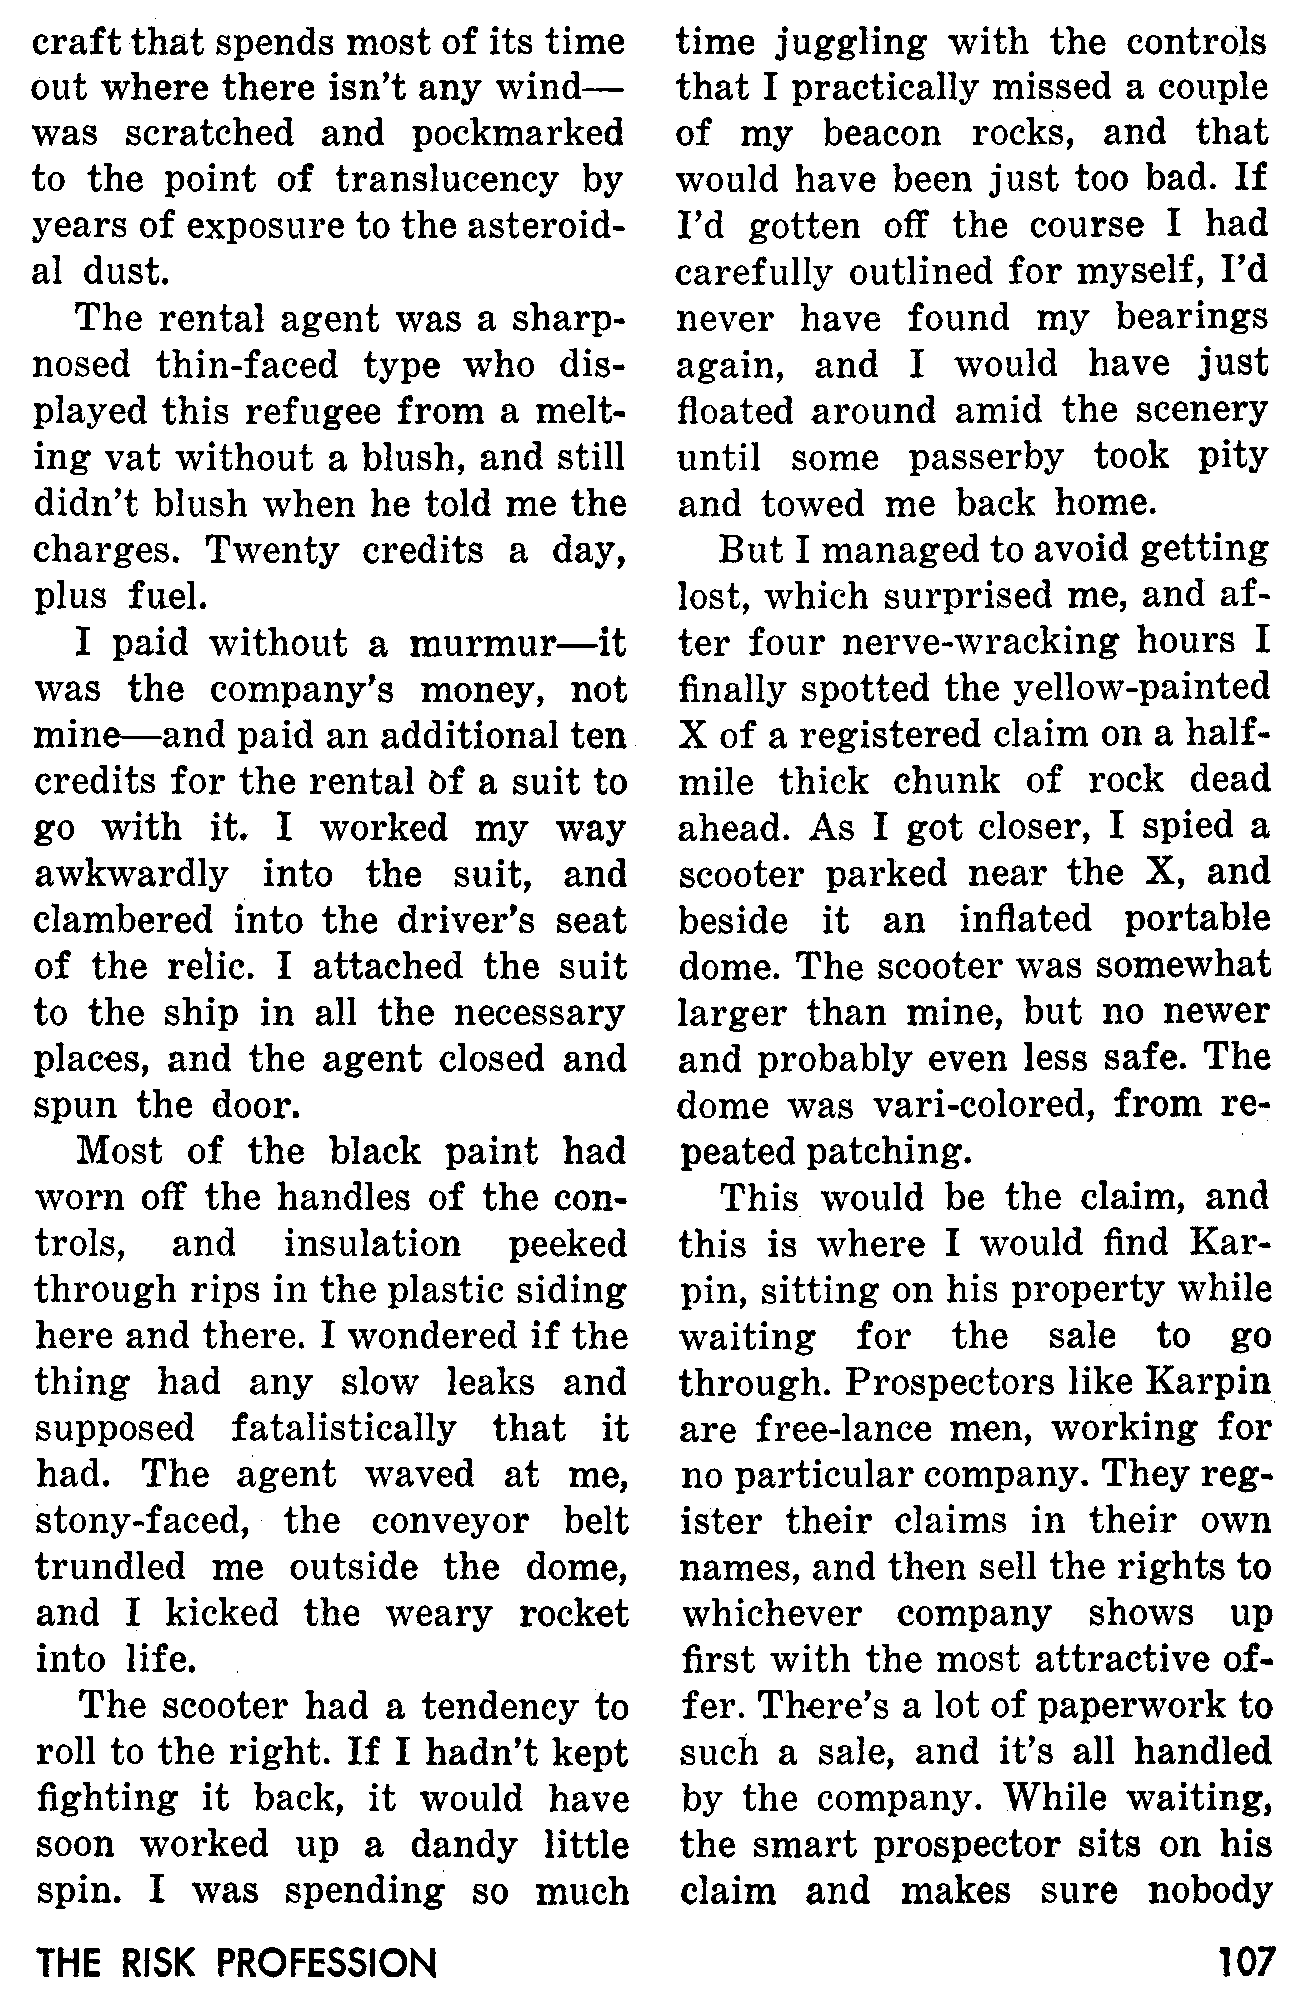 craft that spends most of its time
out where there isn't any wind—
was scratched and pockmarked
to the point of translucency by
years of exposure to the asteroid-
al dust.
The rental agent was a sharp-
nosed thin-faced type who dis-
played this refugee from a melt-
ing vat without a blush, and still
didn't blush when he told me the
charges. Twenty credits a day,
plus fuel.
I paid without a murmur—it
was the company's money, not
mine—and paid an additional ten
credits for the rental of a suit to
go with it. I worked my way
awkwardly into the suit, and
clambered into the driver's seat
of the relic. I attached the suit
to the ship in all the necessary
places, and the agent closed and
spun the door.
Most of the black paint had
worn off the handles of the con-
trols, and insulation peeked
through rips in the plastic siding
here and there. I wondered if the
thing had any slow leaks and
supposed fatalistically that it
had. The agent waved at me,
stony-faced, the conveyor belt
trundled me outside the dome,
and I kicked the weary rocket
into life.
The scooter had a tendency to
roll to the right. If I hadn't kept
fighting it back, it would have
soon worked up a dandy little
spin. I was spending so much
time juggling with the controls
that I practically missed a couple
of my beacon rocks, and that
would have been just too bad. If
I'd gotten off the course I had
carefully outlined for myself, I'd
never have found my bearings
again, and I would have just
floated around amid the scenery
until some passerby took pity
and towed me back home.
But I managed to avoid getting
lost, which surprised me, and af-
ter four nerve-wracking hours I
finally spotted the yellow-painted
X of a registered claim on a half-
mile thick chunk of rock dead
ahead. As I got closer, I spied a
scooter parked near the X, and
beside it an inflated portable
dome. The scooter was somewhat
larger than mine, but no newer
and probably even less safe. The
dome was vari-colored, from re-
peated patching.
This would be the claim, and
this is where I would find Kar-
pin, sitting on his property while
waiting for the sale to go
through. Prospectors like Karpin
are free-lance men, working for
no particular company. They reg-
ister their claims in their own
names, and then sell the rights to
whichever company shows up
first with the most attractive of-
fer. There's a lot of paperwork to
such a sale, and it's all handled
by the company. While waiting,
the smart prospector sits on his
claim and makes sure nobody
THE RISK PROFESSION 107